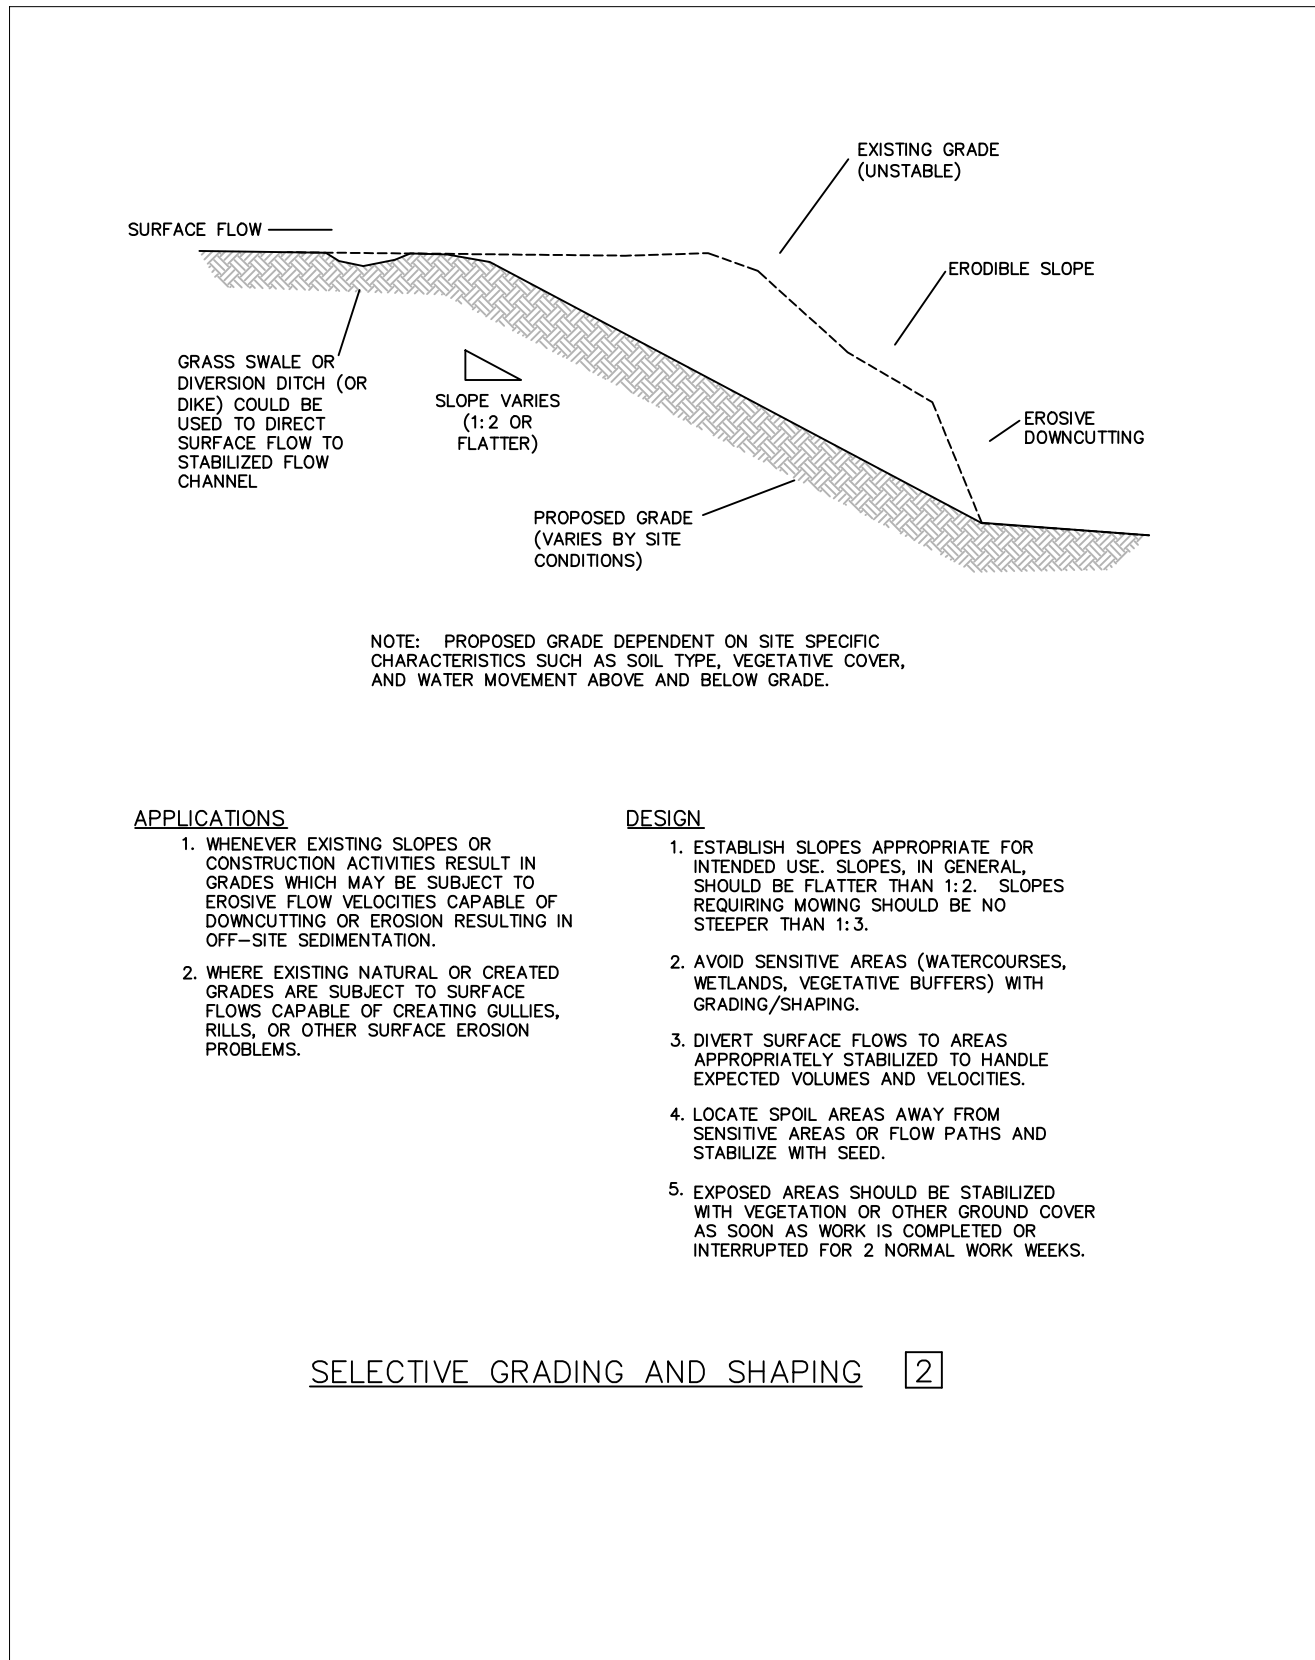 EXISTING GRADE
(UNSTABLE)
SURFACE FLOW
ERODIBLE SLOPE
GRASS SWALE OR
DIVERSION DITCH (OR
DIKE) COULD BE
USED TO DIRECT
SURFACE FLOW TO
STABILIZED FLOW
CHANNEL
SLOPE VARIES
(1:2 OR
FLATTER)
EROSIVE
DOWNCUTTING
PROPOSED GRADE
(VARIES BY SITE
CONDITIONS)
NOTE: PROPOSED GRADE DEPENDENT ON SITE SPECIFIC
CHARACTERISTICS SUCH AS SOIL TYPE, VEGETATIVE COVER,
AND WATER MOVEMENT ABOVE AND BELOW GRADE.
APPLICATIONS
1. WHENEVER EXISTING SLOPES OR
CONSTRUCTION ACTIVITIES RESULT IN
GRADES WHICH MAY BE SUBJECT TO
EROSIVE FLOW VELOCITIES CAPABLE OF
DOWNCUTTING OR EROSION RESULTING IN
OFF-SITE SEDIMENTATION.
2. WHERE EXISTING NATURAL OR CREATED
GRADES ARE SUBJECT TO SURFACE
FLOWS CAPABLE OF CREATING GULLIES,
RILLS, OR OTHER SURFACE EROSION
PROBLEMS.
DESIGN
1. ESTABLISH SLOPES APPROPRIATE FOR
INTENDED USE. SLOPES, IN GENERAL,
SHOULD BE FLATTER THAN 1:2. SLOPES
REQUIRING MOWING SHOULD BE NO
STEEPER THAN 1:3.
2. AVOID SENSITIVE AREAS (WATERCOURSES,
WETLANDS, VEGETATIVE BUFFERS) WITH
GRADING/SHAPING.
3. DIVERT SURFACE FLOWS TO AREAS
APPROPRIATELY STABILIZED TO HANDLE
EXPECTED VOLUMES AND VELOCITIES.
4. LOCATE SPOIL AREAS AWAY FROM
SENSITIVE AREAS OR FLOW PATHS AND
STABILIZE WITH SEED.
5. EXPOSED AREAS SHOULD BE STABILIZED
WITH VEGETATION OR OTHER GROUND COVER
AS SOON AS WORK IS COMPLETED OR
INTERRUPTED FOR 2 NORMAL WORK WEEKS.
SELECTIVE GRADING AND SHAPING 2